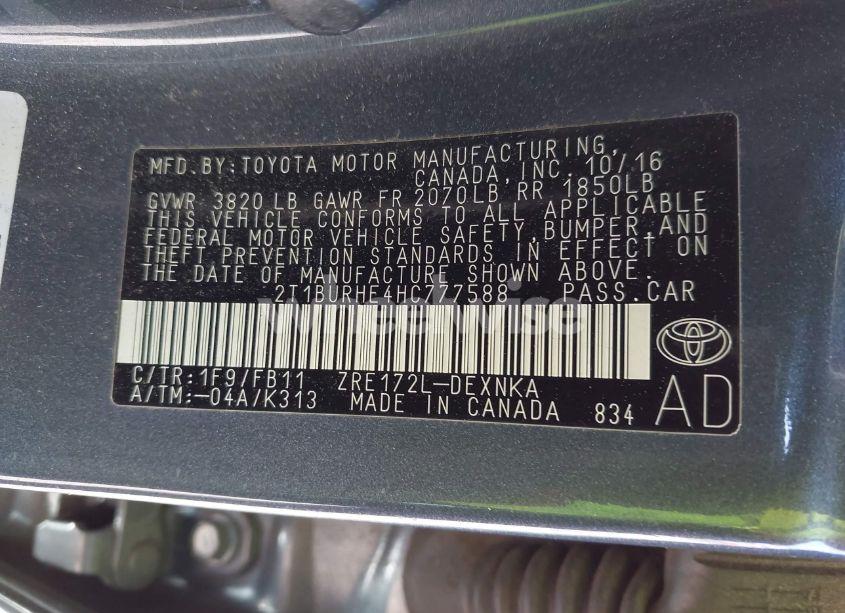 MFD.BY:TOYOTA MOTOR MANUFACTURING,
CANADA, INC. 10/16
GVWR 3820 LB GAWR FR 2070LB RR 1850LB
THIS VEHICLE CONFORMS TO ALL APPLICABLE
FEDERAL MOTOR VEHICLE SAFETY,BUMPER,AND
THEFT PREVENTION STANDARDS IN EFFECT ON
THE DATE OF MANUFACTURE SHOWN ABOVE.
2T1BURHE4HC777588 PASS.CAR
wheelwise
C/TR:1F9/FB11 ZRE172L-DEXNKA
A/TM:-04A/K313 MADE IN CANADA 834 AD